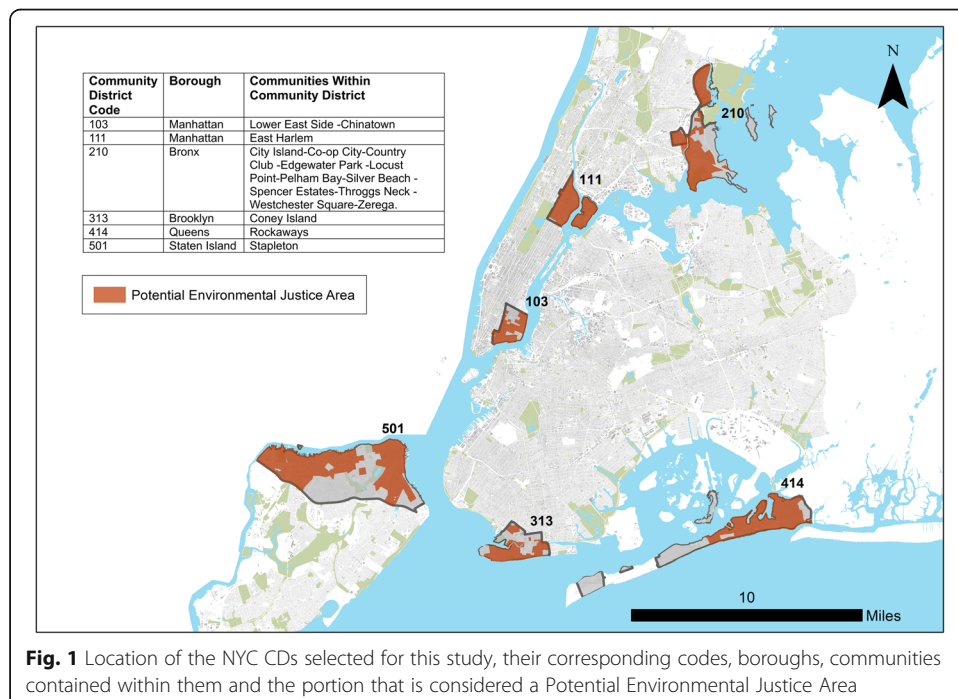 N
Community District Code Borough Communities Within Community District
103 Manhattan Lower East Side -Chinatown
111 Manhattan East Harlem
210 Bronx City Island-Co-op City-Country
Club -Edgewater Park -Locust
Point-Pelham Bay-Silver Beach -
Spencer Estates-Throggs Neck -
Westchester Square-Zerega.
313 Brooklyn Coney Island
414 Queens Rockaways
501 Staten Island Stapleton
Potential Environmental Justice Area
210
111
103
501
414
313
10
Miles
Fig. 1 Location of the NYC CDs selected for this study, their corresponding codes, boroughs, communities
contained within them and the portion that is considered a Potential Environmental Justice Area